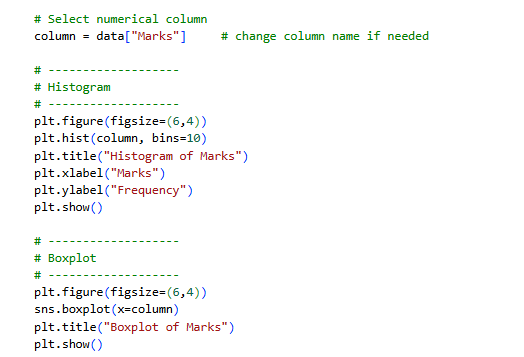 # Select numerical column
column = data["Marks"]     # change column name if needed
# -------------------
# Histogram
# -------------------
plt.figure(figsize=(6,4))
plt.hist(column, bins=10)
plt.title("Histogram of Marks")
plt.xlabel("Marks")
plt.ylabel("Frequency")
plt.show()
# -------------------
# Boxplot
# -------------------
plt.figure(figsize=(6,4))
sns.boxplot(x=column)
plt.title("Boxplot of Marks")
plt.show()